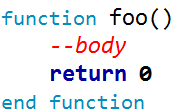 function foo()
    --body
    return 0
end function